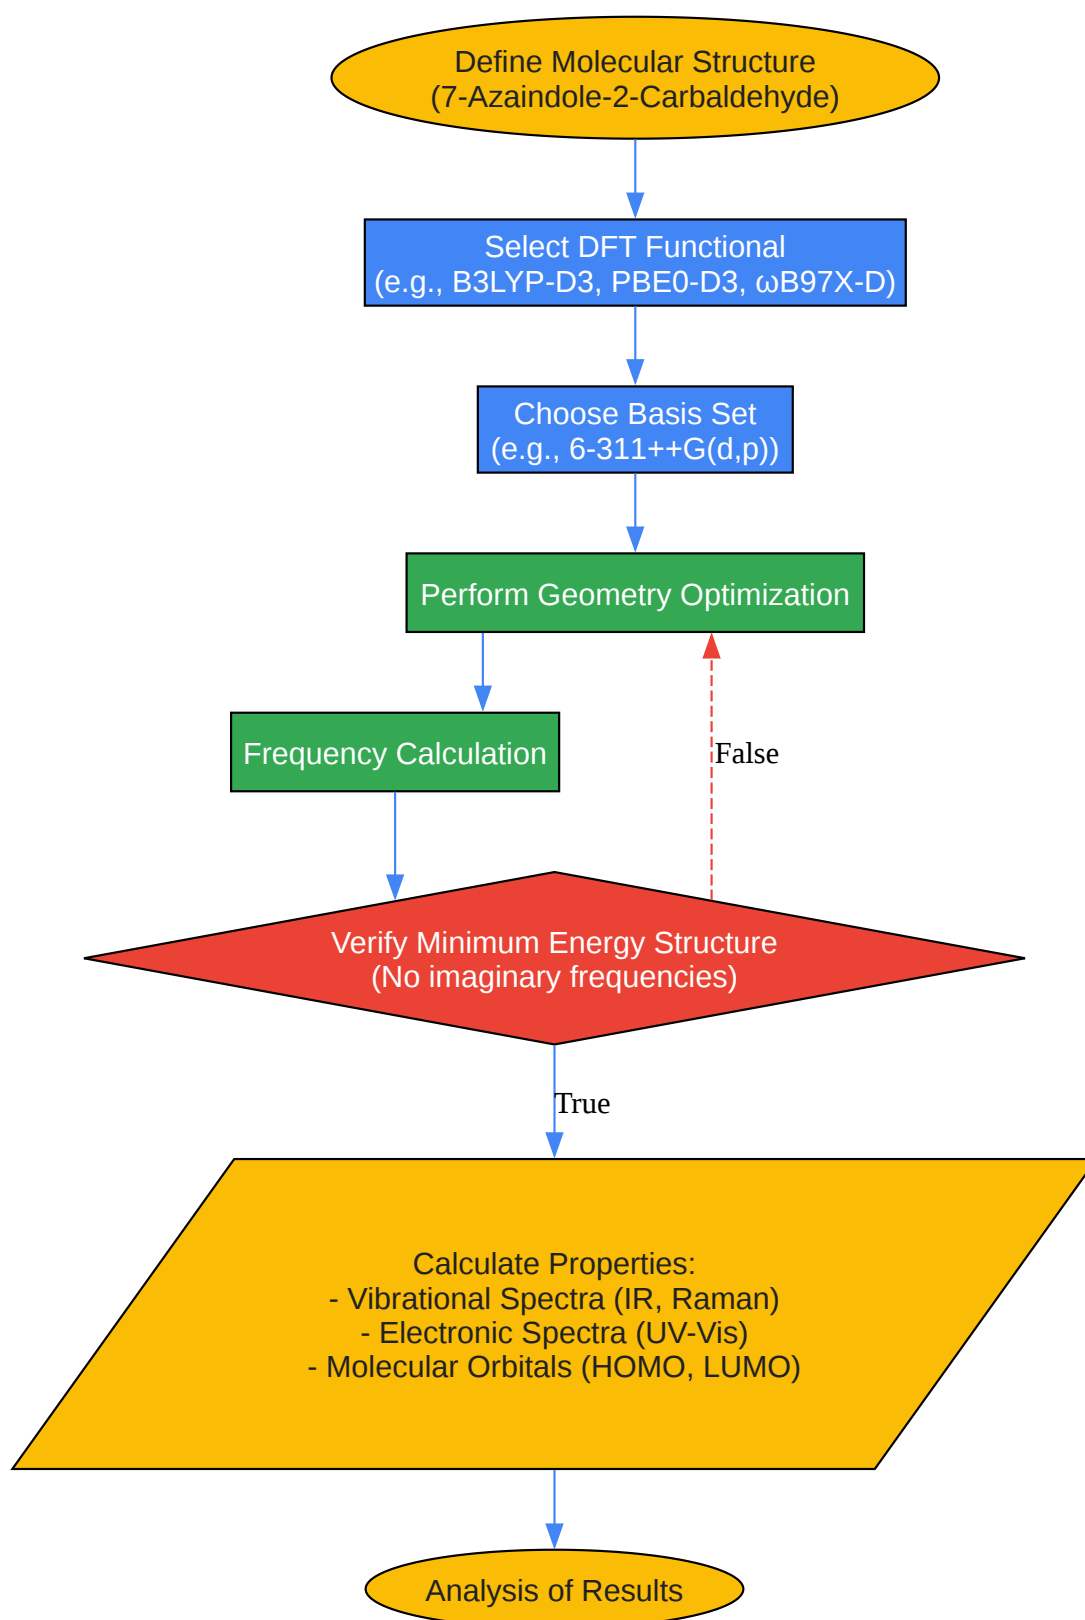 Define Molecular Structure
(7-Azaindole-2-Carbaldehyde)
Select DFT Functional
(e.g., B3LYP-D3, PBE0-D3, ωB97X-D)
Choose Basis Set
(e.g., 6-311++G(d,p))
Perform Geometry Optimization
Frequency Calculation
False
Verify Minimum Energy Structure
(No imaginary frequencies)
True
Calculate Properties:
- Vibrational Spectra (IR, Raman)
- Electronic Spectra (UV-Vis)
- Molecular Orbitals (HOMO, LUMO)
Analysis of Results